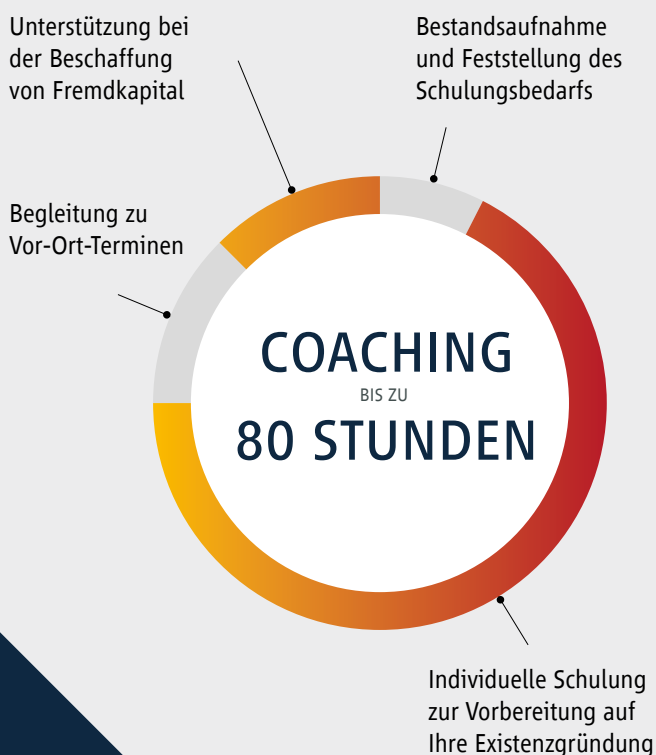 Unterstützung bei
der Beschaffung
von Fremdkapital
Bestandsaufnahme
und Feststellung des
Schulungsbedarfs
Begleitung zu
Vor-Ort-Terminen
COACHING
BIS ZU
80 STUNDEN
Individuelle Schulung
zur Vorbereitung auf
Ihre Existenzgründung